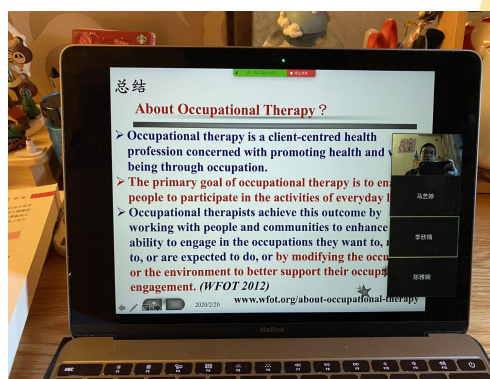 总结
About Occupational Therapy？
Occupational therapy is a client-centred health
profession concerned with promoting health and
being through occupation.
The primary goal of occupational therapy is to
people to participate in the activities of everyday
Occupational therapists achieve this outcome by
working with people and communities to enhance
ability to engage in the occupations they want to,
to, or are expected to do, or by modifying the
or the environment to better support their
engagement. (WFOT 2012)
2020/2/20
www.wfot.org/about-occupational-therapy
马艺婷
李欣楠
陈雅娴
MacBook
esc